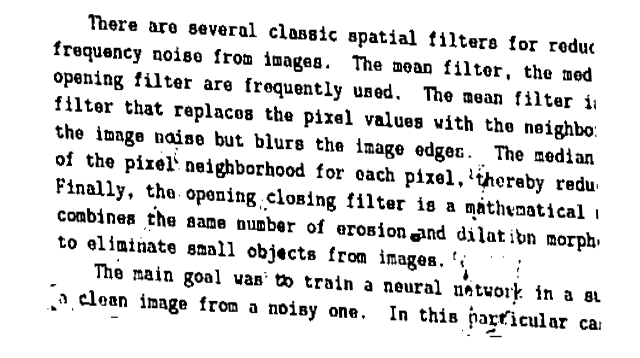 There are several classic spatial filters for reduc
frequency noise from images. The mean filter, the med
opening filter are frequently used. The mean filter i
filter that replaces the pixel values with the neighbo
the image noise but blurs the image edges. The median
of the pixel neighborhood for each pixel, thereby redu
Finally, the opening closing filter is a mathematical
combines the same number of erosion and dilation morph
to eliminate small objects from images.
The main goal was to train a neural network in a su
a clean image from a noisy one. In this particular ca